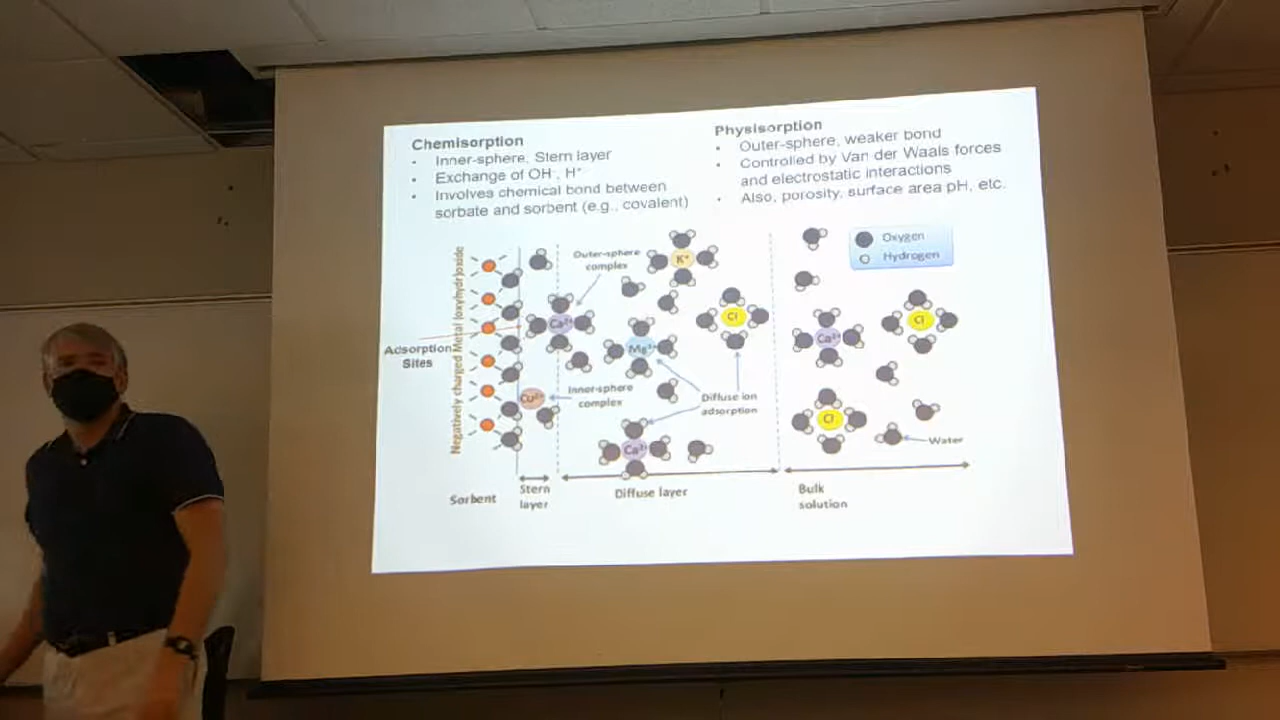 Chemisorption
• Inner-sphere, Stern layer
• Exchange of OH-, H+
• Involves chemical bond between
sorbate and sorbent (e.g., covalent)
Physisorption
• Outer-sphere, weaker bond
• Controlled by Van der Waals forces
and electrostatic interactions
• Also, porosity, surface area pH, etc.
Negatively charged Metal (oxyhydr)oxide
Adsorption
Sites
Outer-sphere
complex
K+
Ca2+
Mg2+
Cl
Cu2+
Inner-sphere
complex
Diffuse ion
adsorption
Ca2+
Oxygen
Hydrogen
Ca2+
Cl
Cl
Water
Sorbent
Stern
layer
Diffuse layer
Bulk
solution